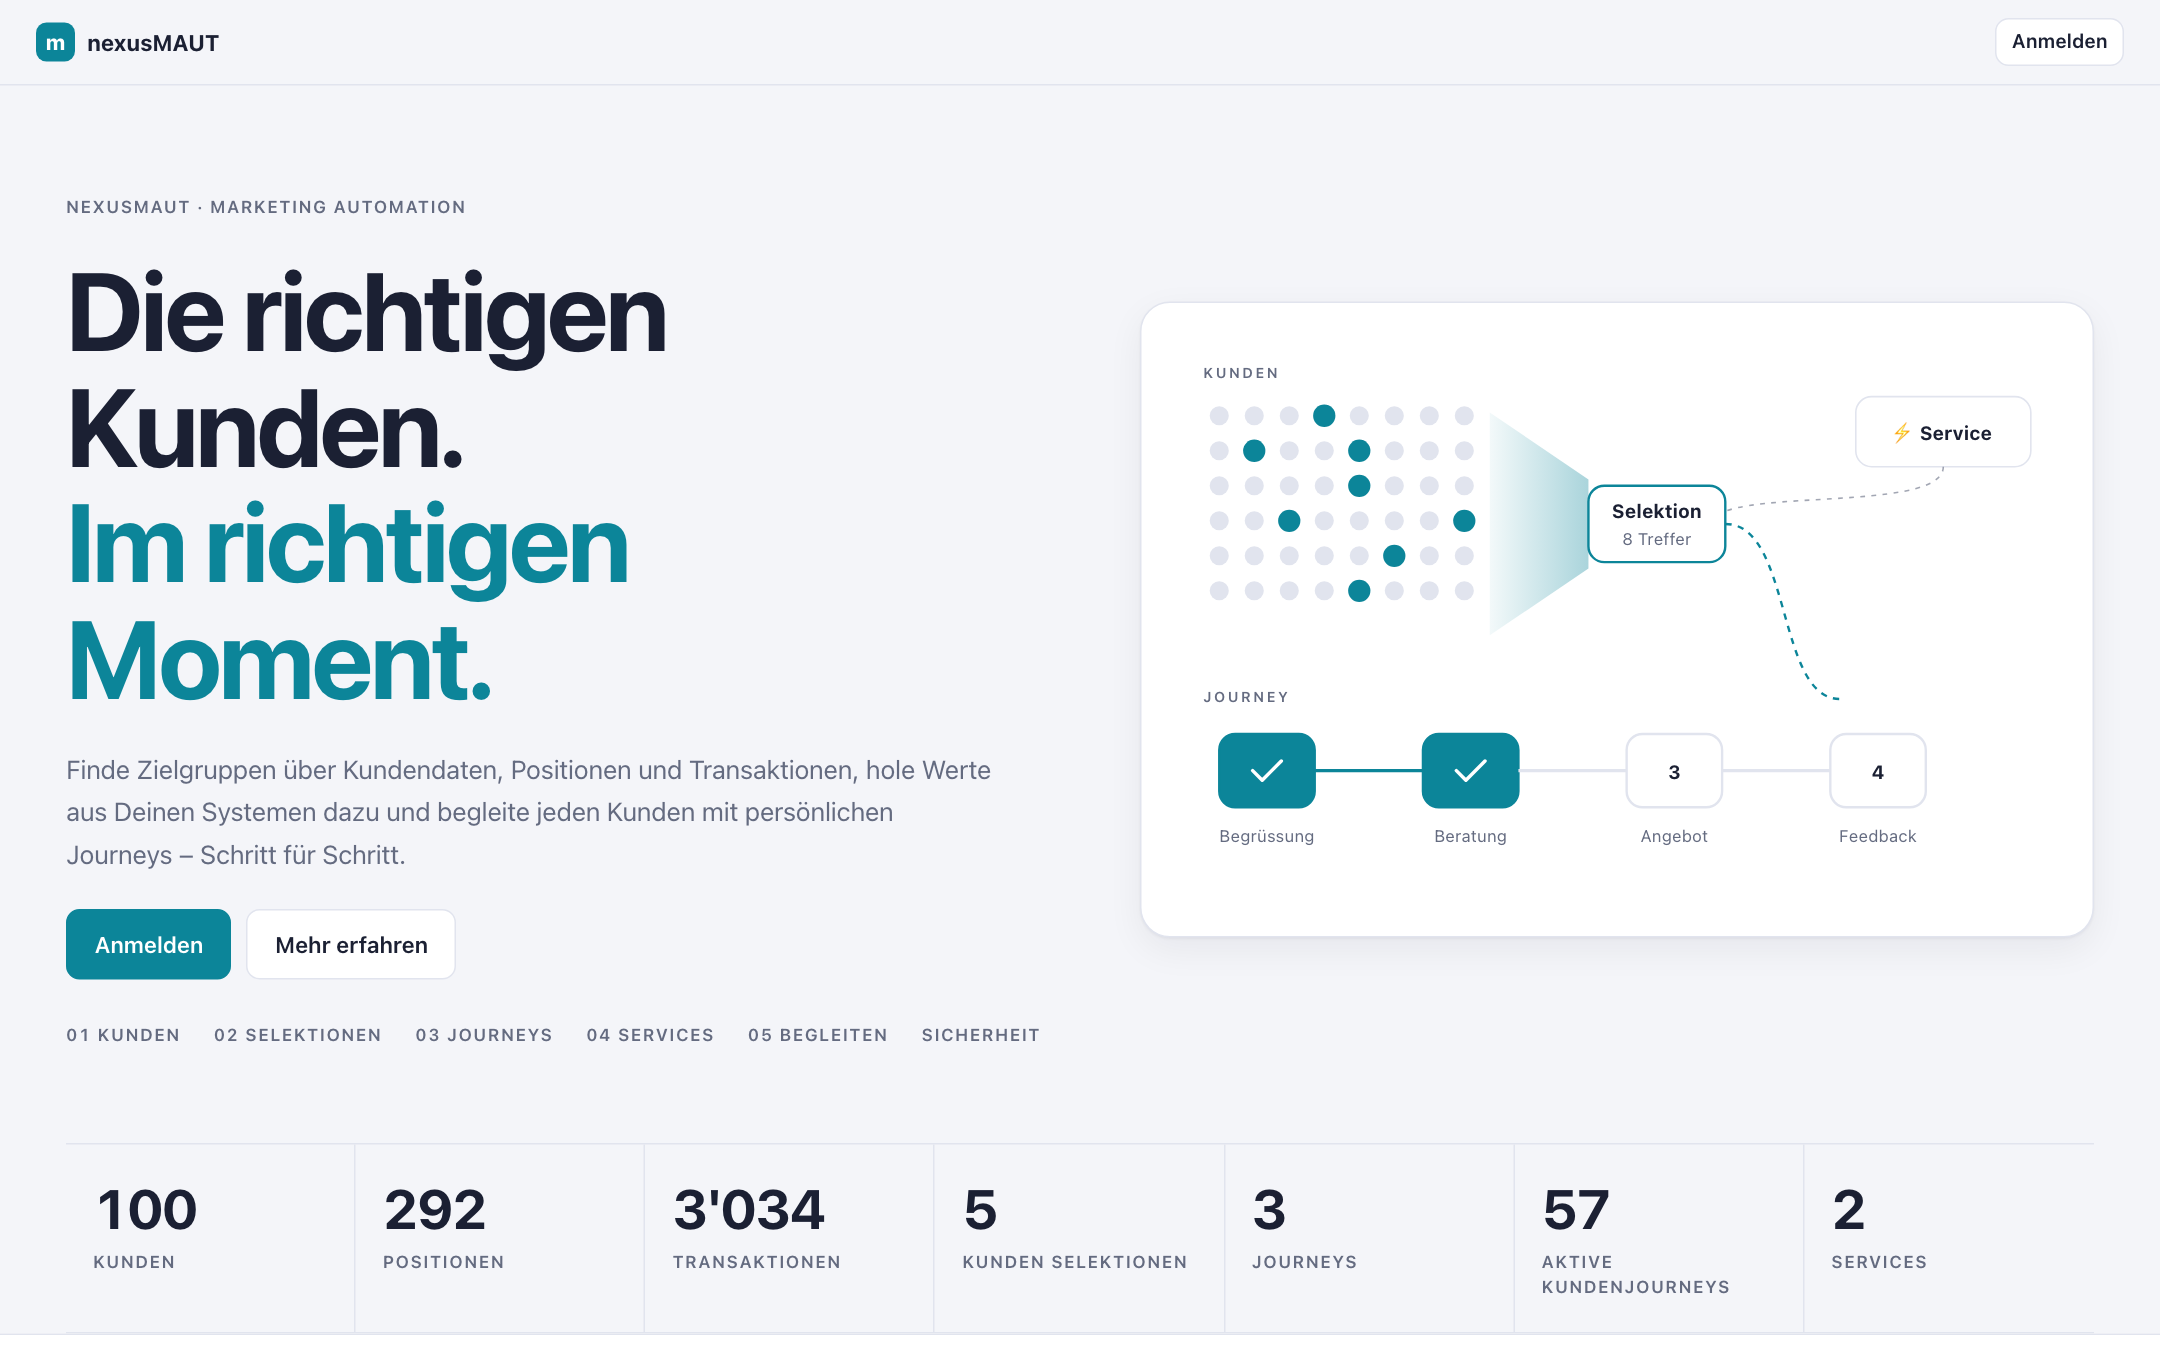 m nexusMAUT
Anmelden
NEXUSMAUT · MARKETING AUTOMATION
Die richtigen
Kunden.
Im richtigen
Moment.
Finde Zielgruppen über Kundendaten, Positionen und Transaktionen, hole Werte
aus Deinen Systemen dazu und begleite jeden Kunden mit persönlichen
Journeys – Schritt für Schritt.
Anmelden
Mehr erfahren
01 KUNDEN
02 SELEKTIONEN
03 JOURNEYS
04 SERVICES
05 BEGLEITEN
SICHERHEIT
KUNDEN
⚡ Service
Selektion
8 Treffer
JOURNEY
3
4
Begrüssung
Beratung
Angebot
Feedback
100
KUNDEN
292
POSITIONEN
3'034
TRANSAKTIONEN
5
KUNDEN SELEKTIONEN
3
JOURNEYS
57
AKTIVE
KUNDENJOURNEYS
2
SERVICES